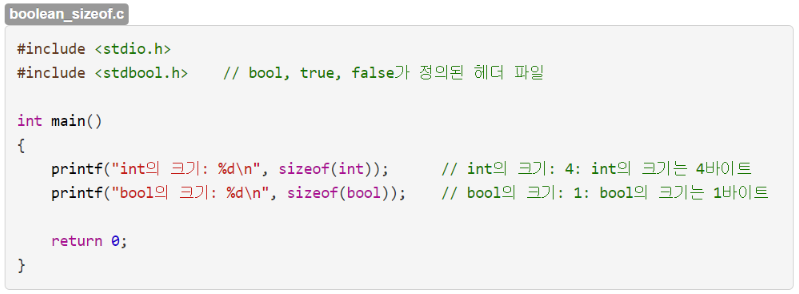 boolean_sizeof.c
#include <stdio.h>
#include <stdbool.h>    // bool, true, false가 정의된 헤더 파일
int main()
{
    printf("int의 크기: %d\n", sizeof(int));      // int의 크기: 4: int의 크기는 4바이트
    printf("bool의 크기: %d\n", sizeof(bool));    // bool의 크기: 1: bool의 크기는 1바이트
    return 0;
}